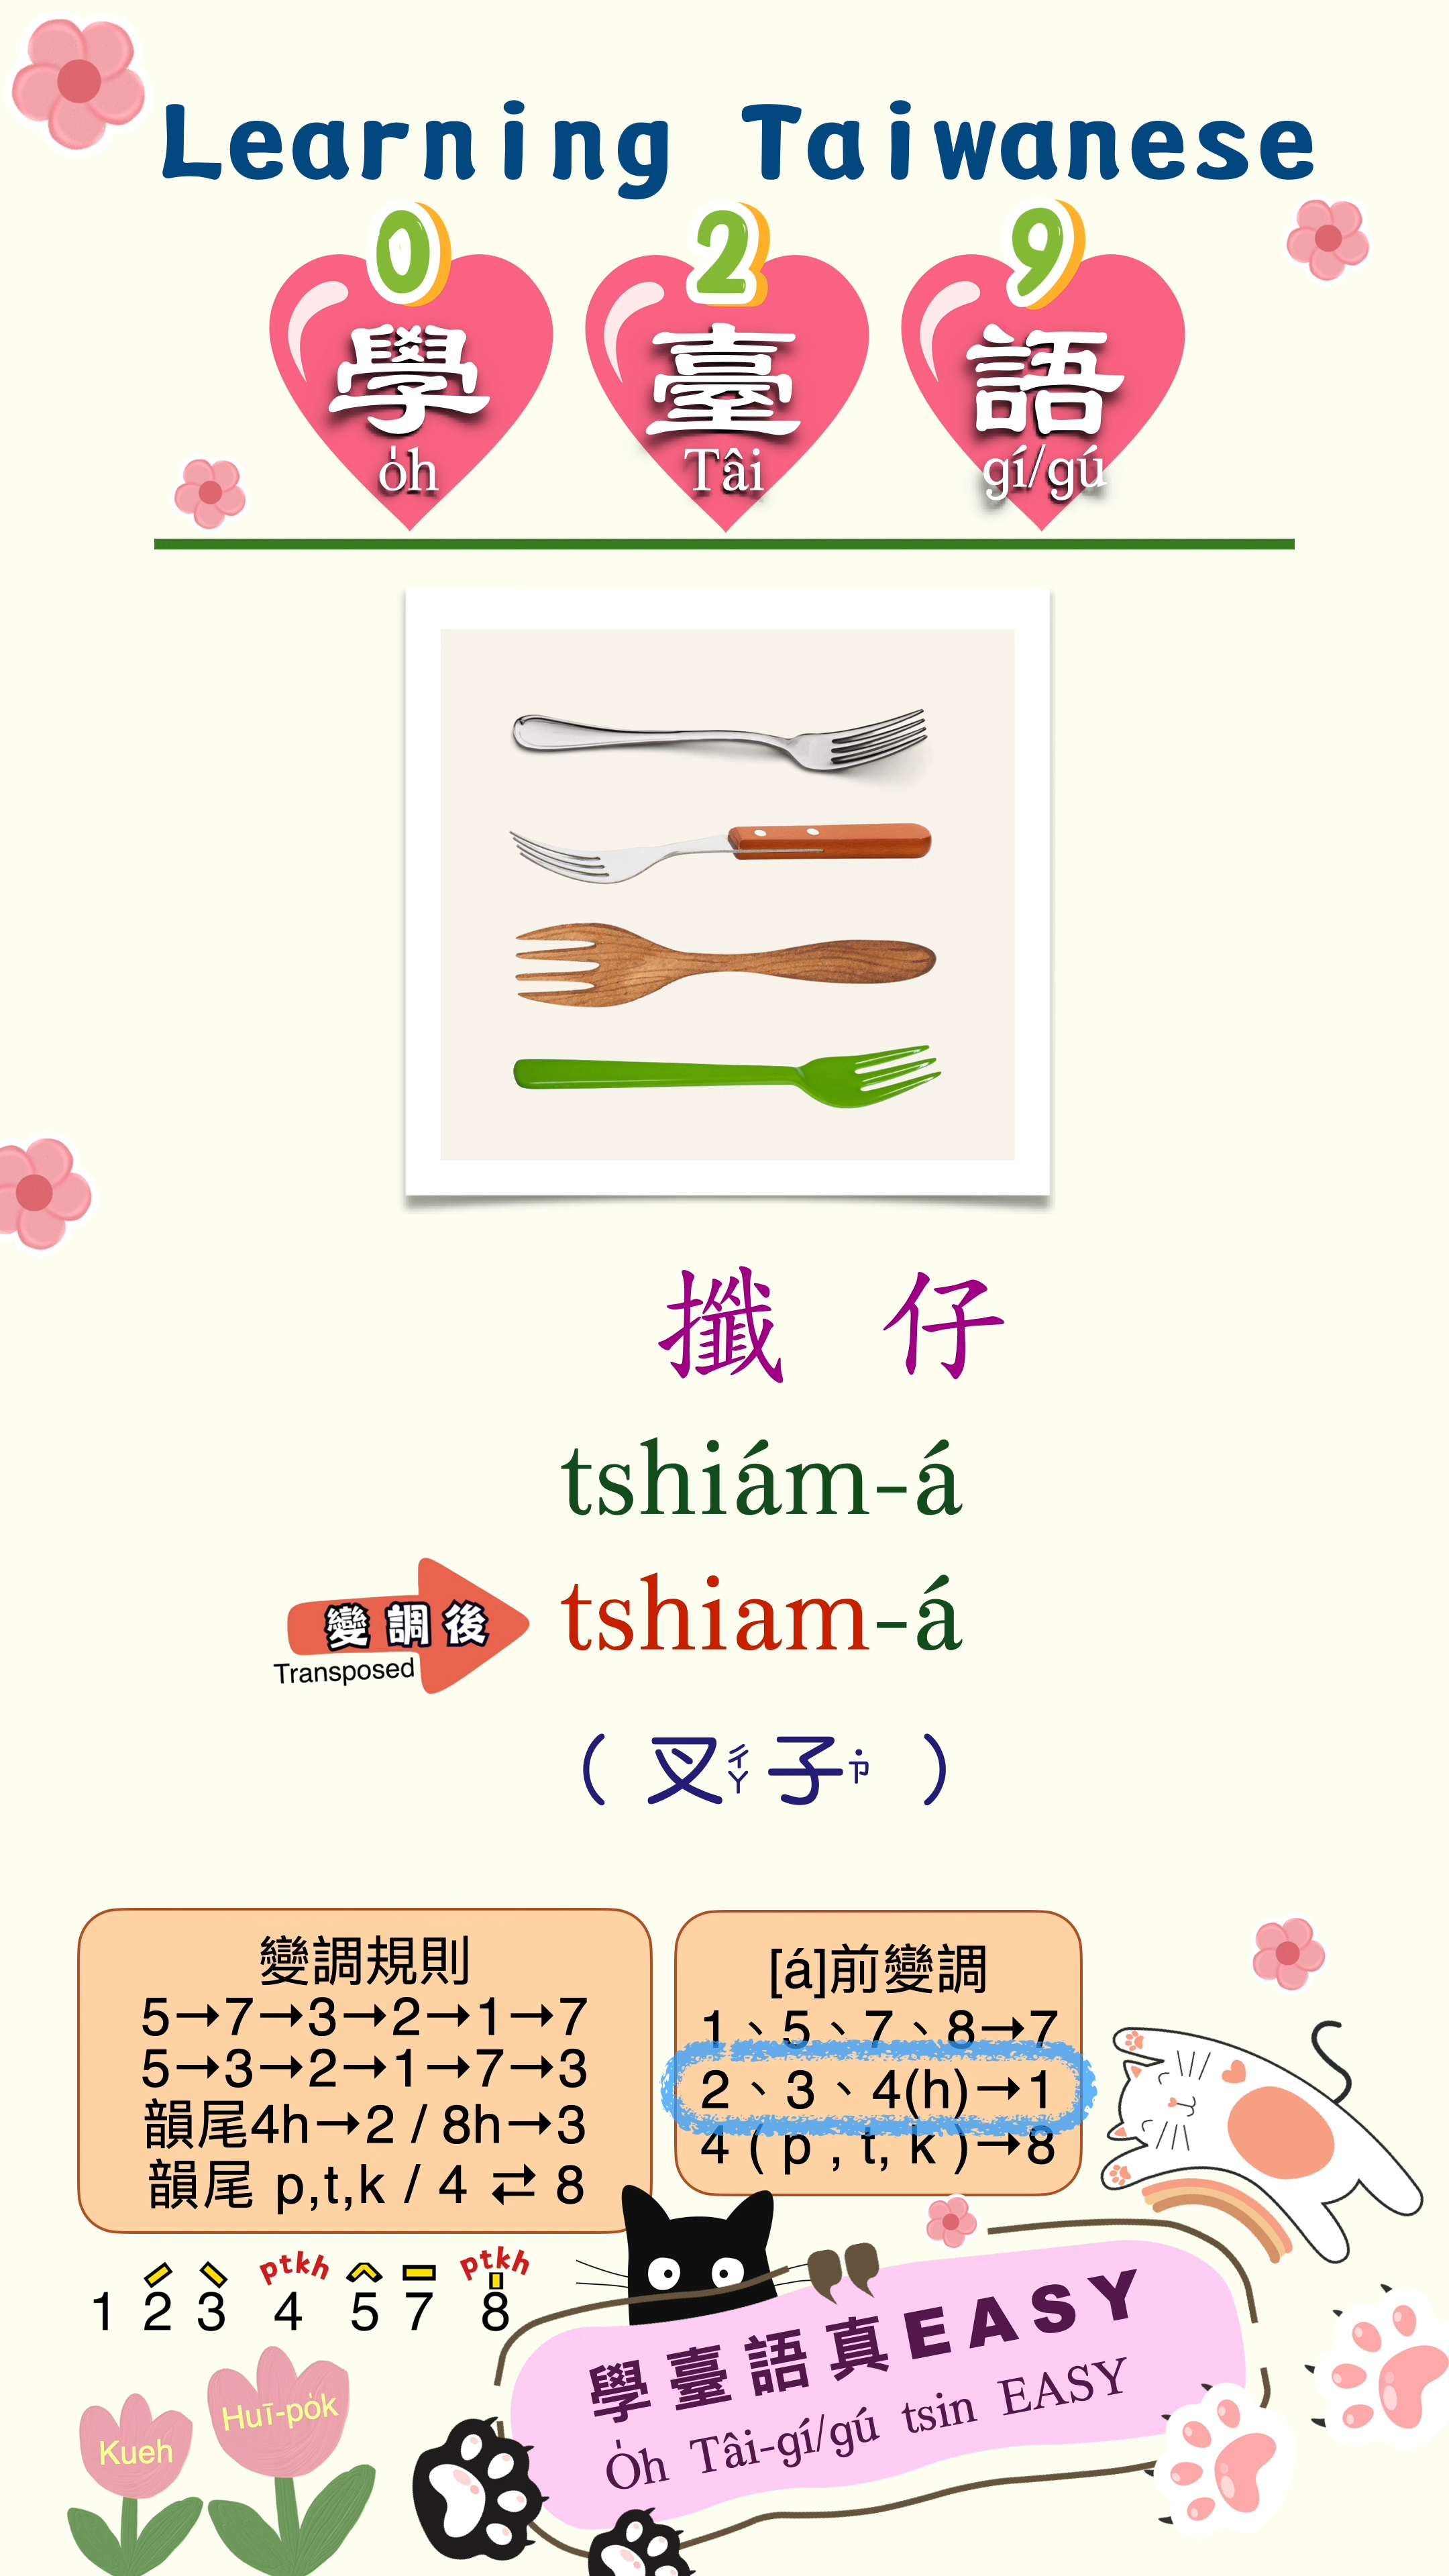 Learning Taiwanese
0 2 9
學 臺 語
o̍h Tâi gí/gú
攕 仔
tshiám-á
變調後 tshiam-á
Transposed
( 叉ㄔㄚ子˙ㄗ )
變調規則
5→7→3→2→1→7
5→3→2→1→7→3
韻尾4h→2 / 8h→3
韻尾 p,t,k / 4 ⇄ 8
[á]前變調
1、5、7、8→7
2、3、4(h)→1
4 ( p , t, k )→8
ptkh ptkh
1 2 3 4 5 7 8
Kueh Huī-po̍k
學臺語真EASY
O̍h Tâi-gí/gú tsin EASY